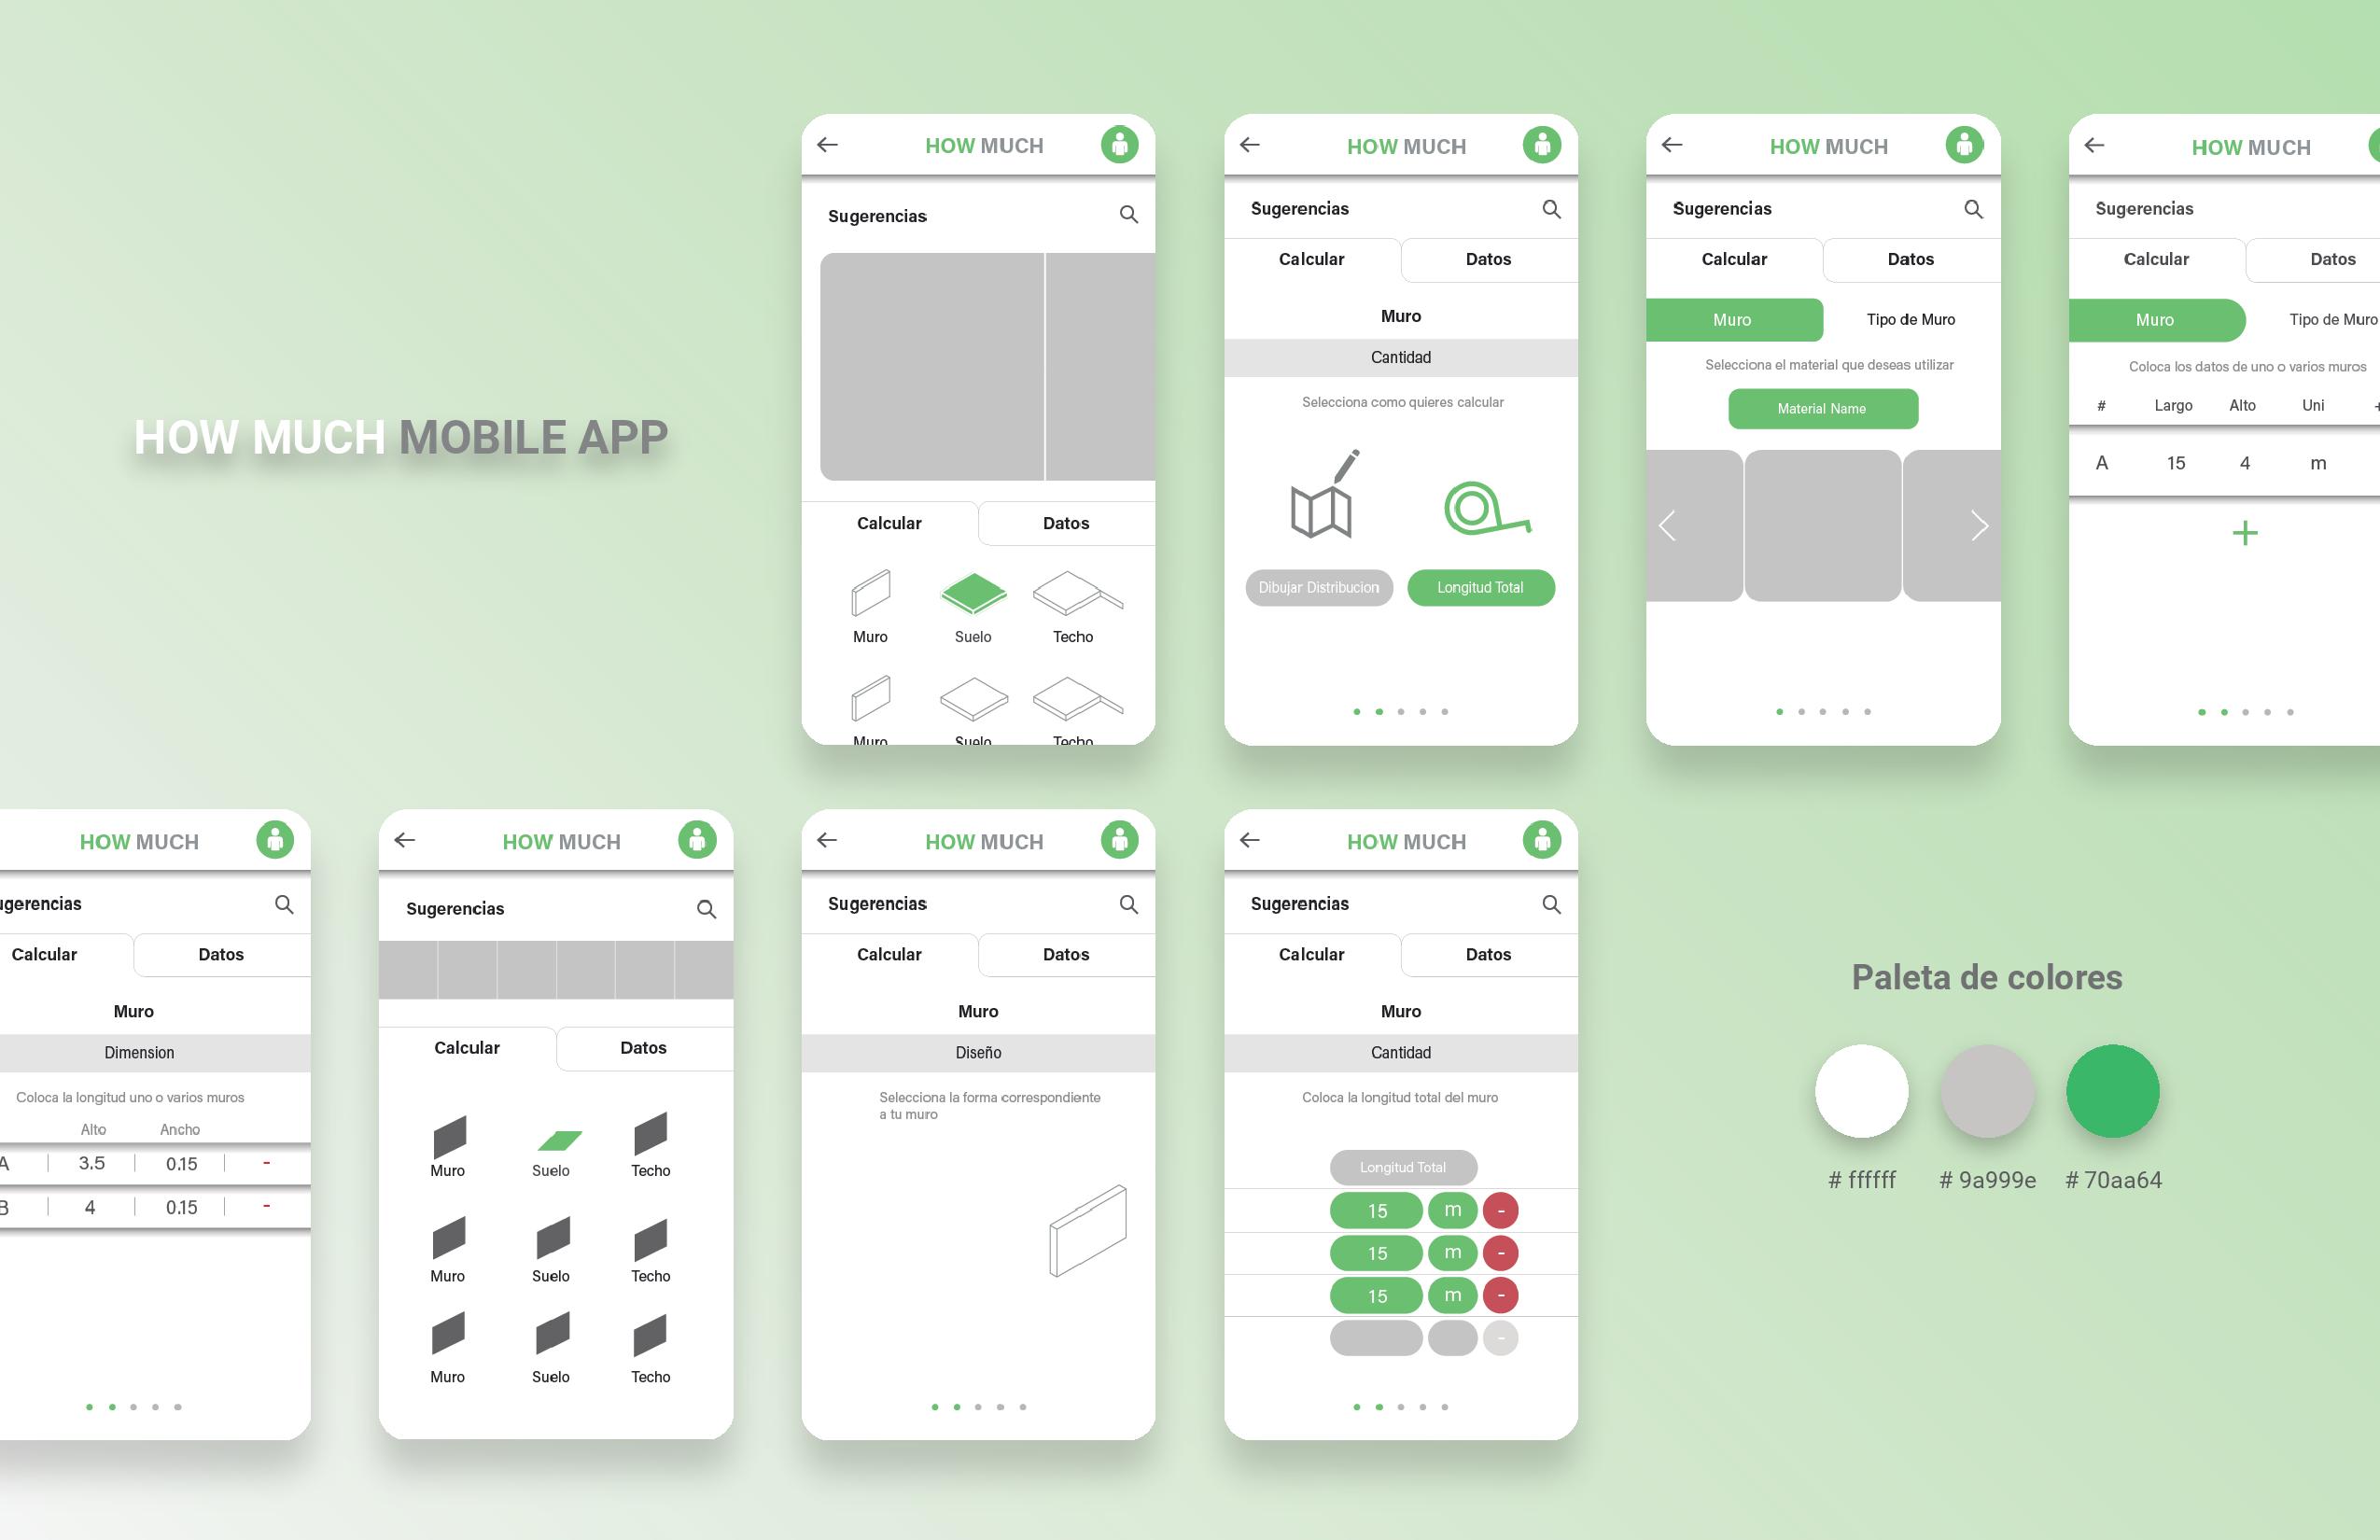 HOW MUCH MOBILE APP
HOW MUCH
Sugerencias
Calcular Datos
Muro Suelo Techo
Muro Suelo Techo
HOW MUCH
Sugerencias
Calcular Datos
Muro
Cantidad
Selecciona como quieres calcular
Dibujar Distribucion Longitud Total
HOW MUCH
Sugerencias
Calcular Datos
Muro Tipo de Muro
Selecciona el material que deseas utilizar
Material Name
HOW MUCH
Sugerencias
Calcular Datos
Muro Tipo de Muro
Coloca los datos de uno o varios muros
# Largo Alto Uni +
A 15 4 m
+
HOW MUCH
ugerencias
Calcular Datos
Muro
Dimension
Coloca la longitud uno o varios muros
Alto Ancho
A 3.5 0.15 -
B 4 0.15 -
HOW MUCH
Sugerencias
Calcular Datos
Muro Suelo Techo
Muro Suelo Techo
Muro Suelo Techo
HOW MUCH
Sugerencias
Calcular Datos
Muro
Diseño
Selecciona la forma correspondiente
a tu muro
HOW MUCH
Sugerencias
Calcular Datos
Muro
Cantidad
Coloca la longitud total del muro
Longitud Total
15 m -
15 m -
15 m -
-
Paleta de colores
# ffffff # 9a999e # 70aa64